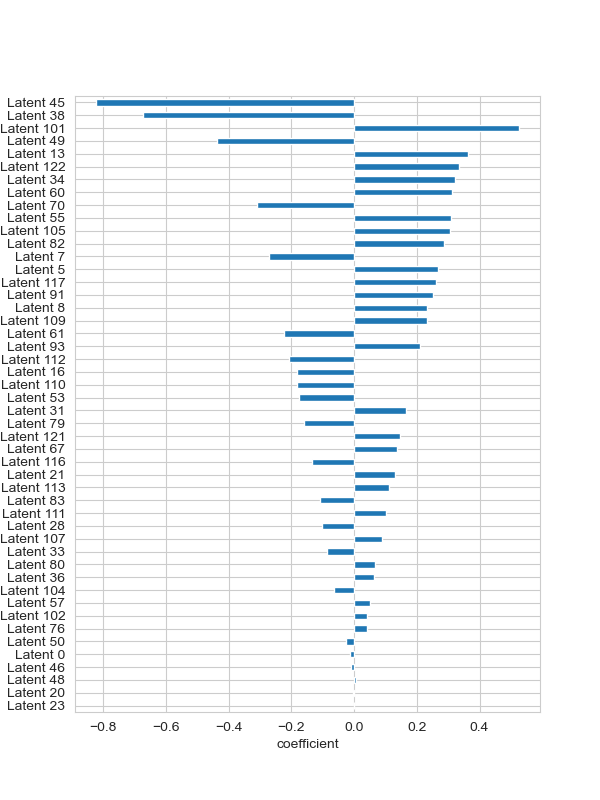 Latent 45
Latent 38
Latent 101
Latent 49
Latent 13
Latent 122
Latent 34
Latent 60
Latent 70
Latent 55
Latent 105
Latent 82
Latent 7
Latent 5
Latent 117
Latent 91
Latent 8
Latent 109
Latent 61
Latent 93
Latent 112
Latent 16
Latent 110
Latent 53
Latent 31
Latent 79
Latent 121
Latent 67
Latent 116
Latent 21
Latent 113
Latent 83
Latent 111
Latent 28
Latent 107
Latent 33
Latent 80
Latent 36
Latent 104
Latent 57
Latent 102
Latent 76
Latent 50
Latent 0
Latent 46
Latent 48
Latent 20
Latent 23
−0.8 −0.6 −0.4 −0.2 0.0 0.2 0.4
coefficient